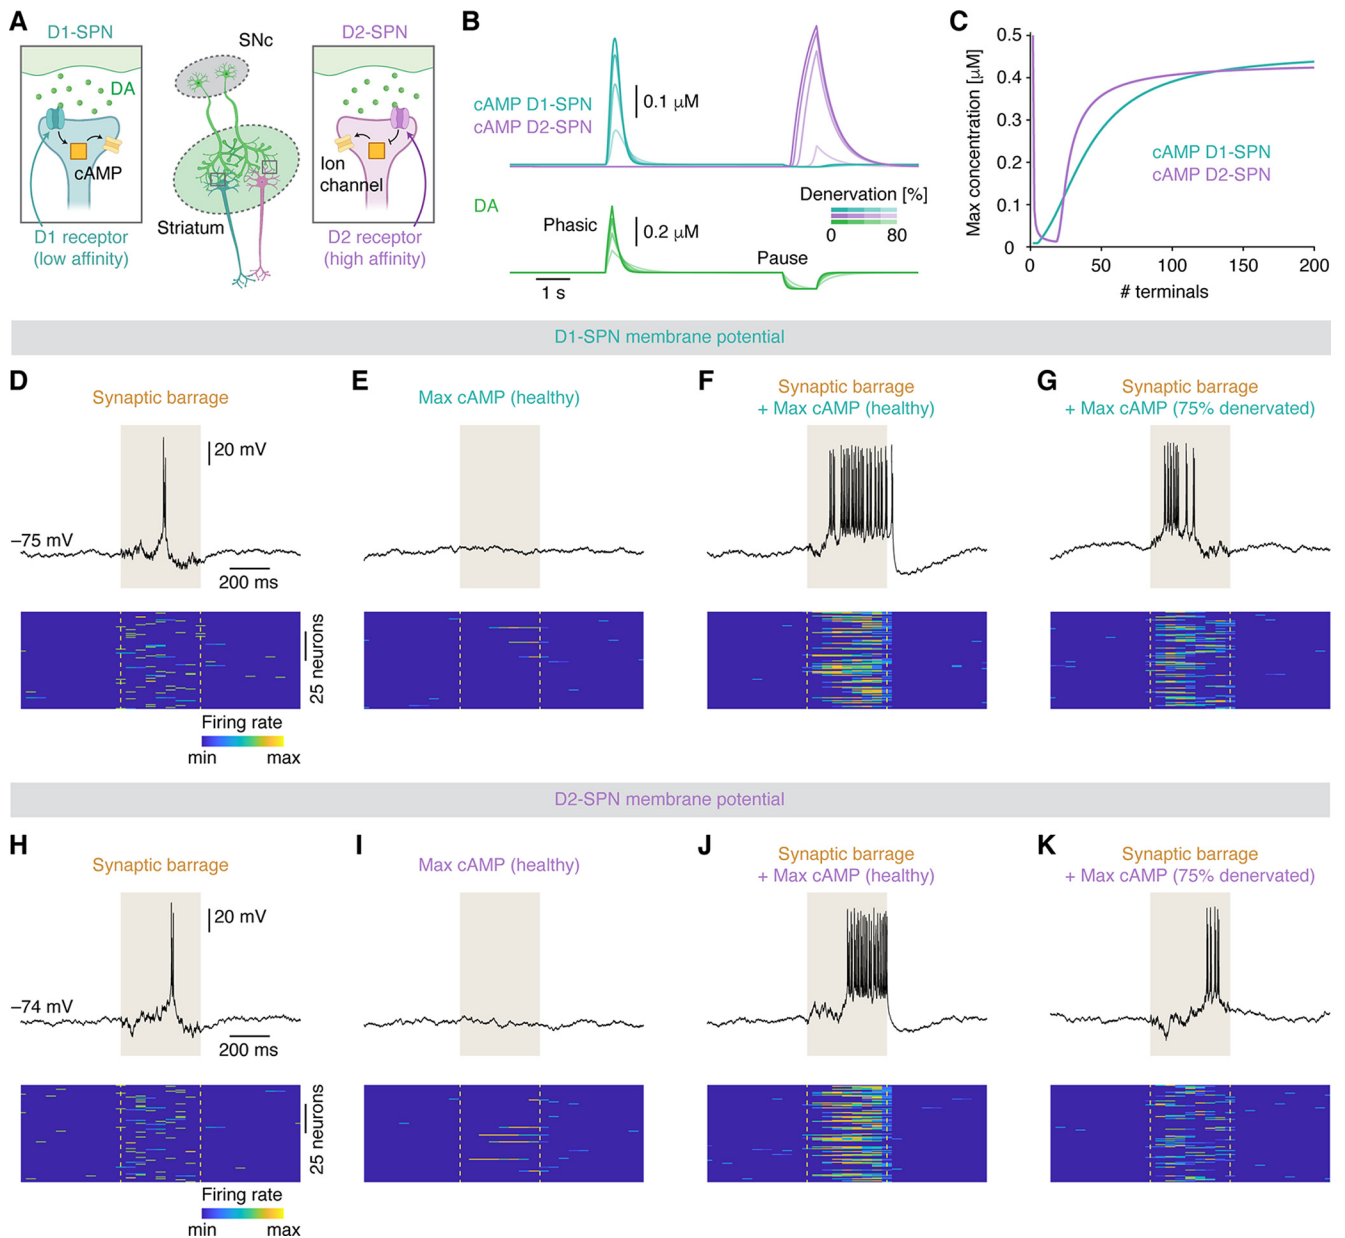 A
D1-SPN
SNc
D2-SPN
DA
cAMP
Ion
channel
Striatum
D1 receptor
(low affinity)
D2 receptor
(high affinity)
B
cAMP D1-SPN
cAMP D2-SPN
0.1 µM
DA
Phasic
0.2 µM
Denervation [%]
0 80
Pause
1 s
C
Max concentration [µM]
0.5
0.4
0.3
0.2
0.1
0
cAMP D1-SPN
cAMP D2-SPN
0 50 100 150 200
# terminals
D1-SPN membrane potential
D
Synaptic barrage
20 mV
–75 mV
200 ms
25 neurons
Firing rate
min max
E
Max cAMP (healthy)
F
Synaptic barrage
+ Max cAMP (healthy)
G
Synaptic barrage
+ Max cAMP (75% denervated)
D2-SPN membrane potential
H
Synaptic barrage
20 mV
–74 mV
200 ms
25 neurons
Firing rate
min max
I
Max cAMP (healthy)
J
Synaptic barrage
+ Max cAMP (healthy)
K
Synaptic barrage
+ Max cAMP (75% denervated)